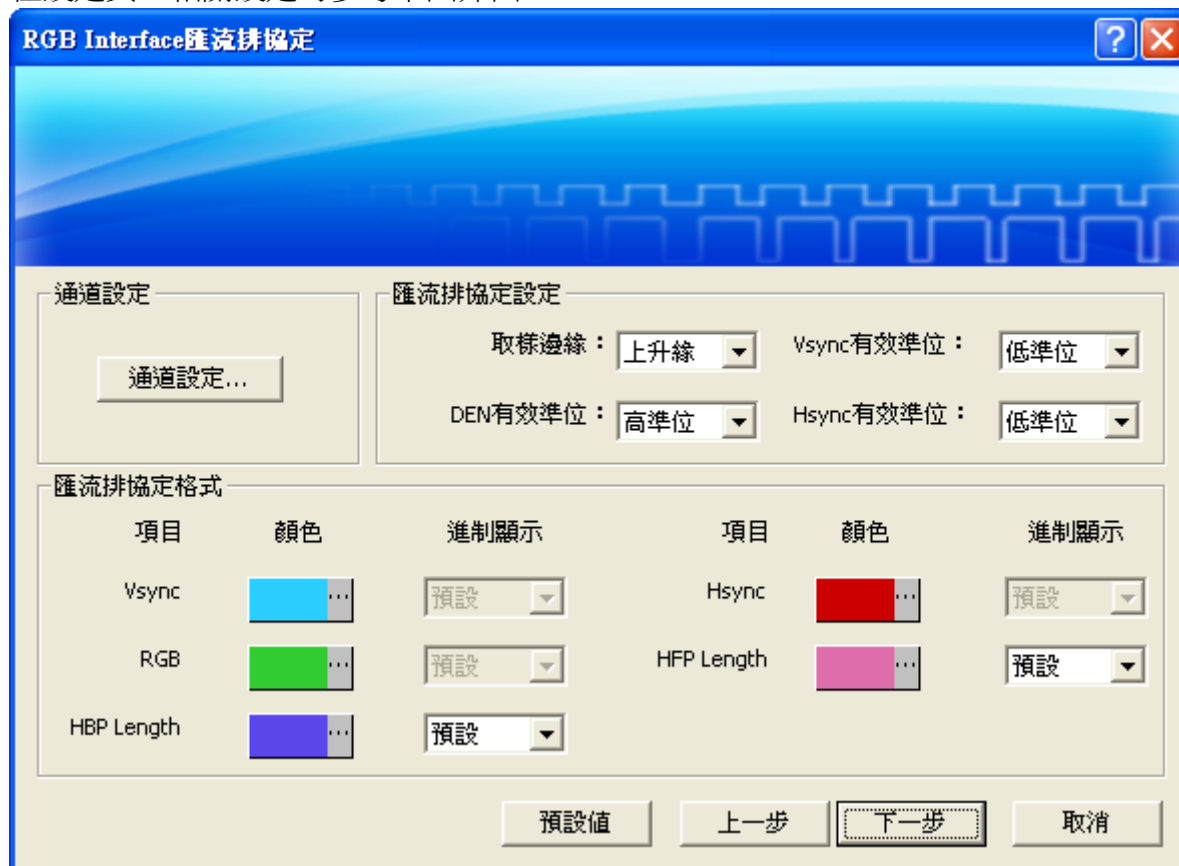 RGB Interface匯流排協定
通道設定
通道設定...
匯流排協定設定
取樣邊緣： 上升緣 Vsync有效準位： 低準位
DEN有效準位： 高準位 Hsync有效準位： 低準位
匯流排協定格式
項目 顏色 進制顯示 項目 顏色 進制顯示
Vsync ... 預設 Hsync ... 預設
RGB ... 預設 HFP Length ... 預設
HBP Length ... 預設
預設值 上一步 下一步 取消